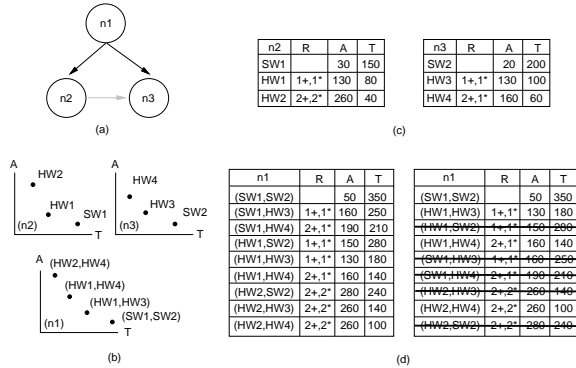 n1
n2
n3
(a)
n2 R A T
SW1 30 150
HW1 1+,1* 130 80
HW2 2+,2* 260 40
n3 R A T
SW2 20 200
HW3 1+,1* 130 100
HW4 2+,1* 160 60
(c)
A
HW2
HW1
SW1
(n2)
T
A
HW4
HW3
SW2
(n3)
T
A
(HW2,HW4)
(HW1,HW4)
(HW1,HW3)
(SW1,SW2)
(n1)
T
(b)
n1 R A T
(SW1,SW2) 50 350
(SW1,HW3) 1+,1* 160 250
(SW1,HW4) 2+,1* 190 210
(HW1,SW2) 1+,1* 150 280
(HW1,HW3) 1+,1* 130 180
(HW1,HW4) 2+,1* 160 140
(HW2,SW2) 2+,2* 280 240
(HW2,HW3) 2+,2* 260 140
(HW2,HW4) 2+,2* 260 100
n1 R A T
(SW1,SW2) 50 350
(HW1,HW3) 1+,1* 130 180
(HW1,SW2) 1+,1* 150 280
(HW1,HW4) 2+,1* 160 140
(SW1,HW3) 1+,1* 160 250
(SW1,HW4) 2+,1* 190 210
(HW2,HW3) 2+,2* 260 140
(HW2,HW4) 2+,2* 260 100
(HW2,SW2) 2+,2* 280 240
(d)